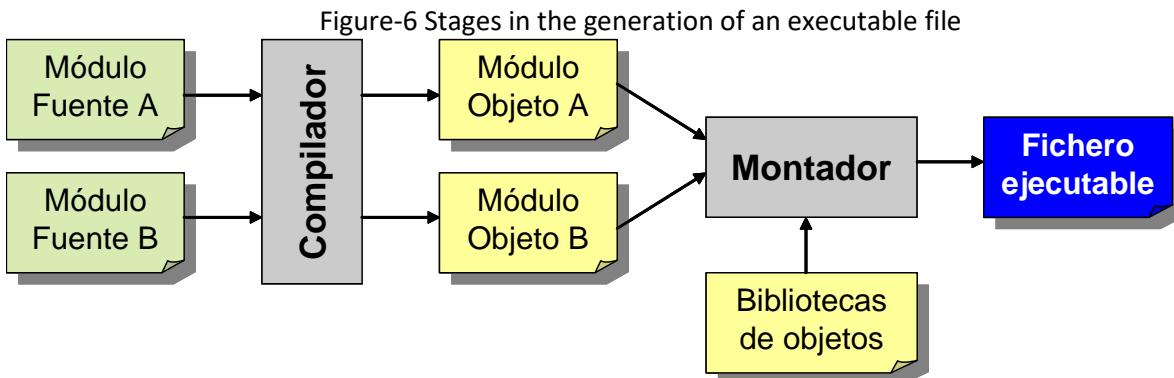 Figure-6 Stages in the generation of an executable file
Módulo
Fuente A
Módulo
Fuente B
Compilador
Módulo
Objeto A
Módulo
Objeto B
Montador
Bibliotecas
de objetos
Fichero
ejecutable